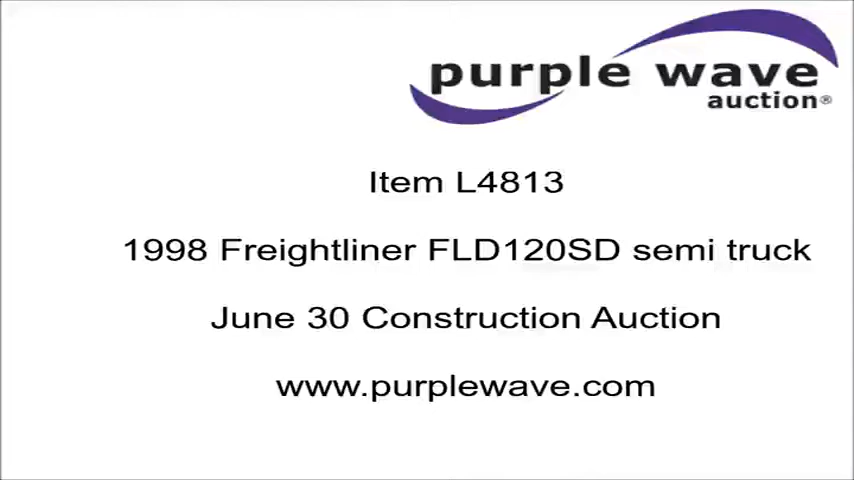 purple wave
auction®
Item L4813
1998 Freightliner FLD120SD semi truck
June 30 Construction Auction
www.purplewave.com